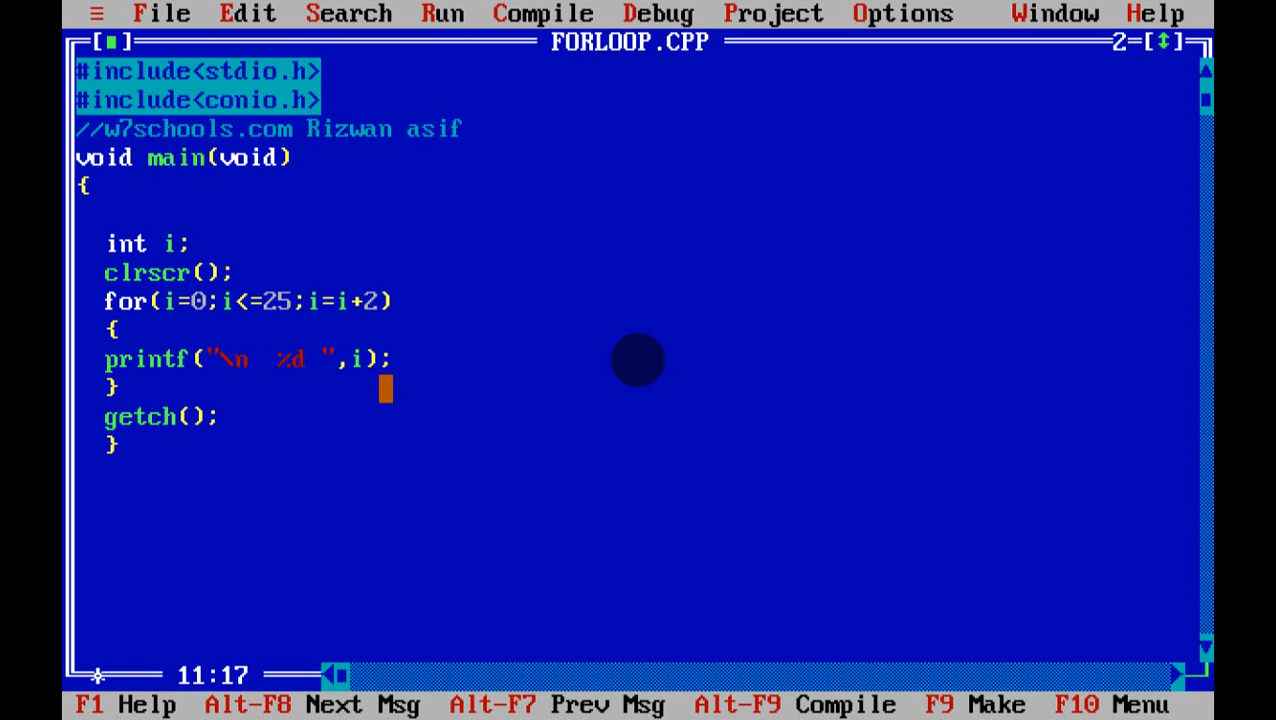 ≡ File Edit Search Run Compile Debug Project Options Window Help
[■] FORLOOP.CPP 2=[↕]
#include<stdio.h>
#include<conio.h>
//w7schools.com Rizwan asif
void main(void)
{
int i;
clrscr();
for(i=0;i<=25;i=i+2)
{
printf("\n  %d ",i);
}
getch();
}
11:17
F1 Help Alt-F8 Next Msg Alt-F7 Prev Msg Alt-F9 Compile F9 Make F10 Menu